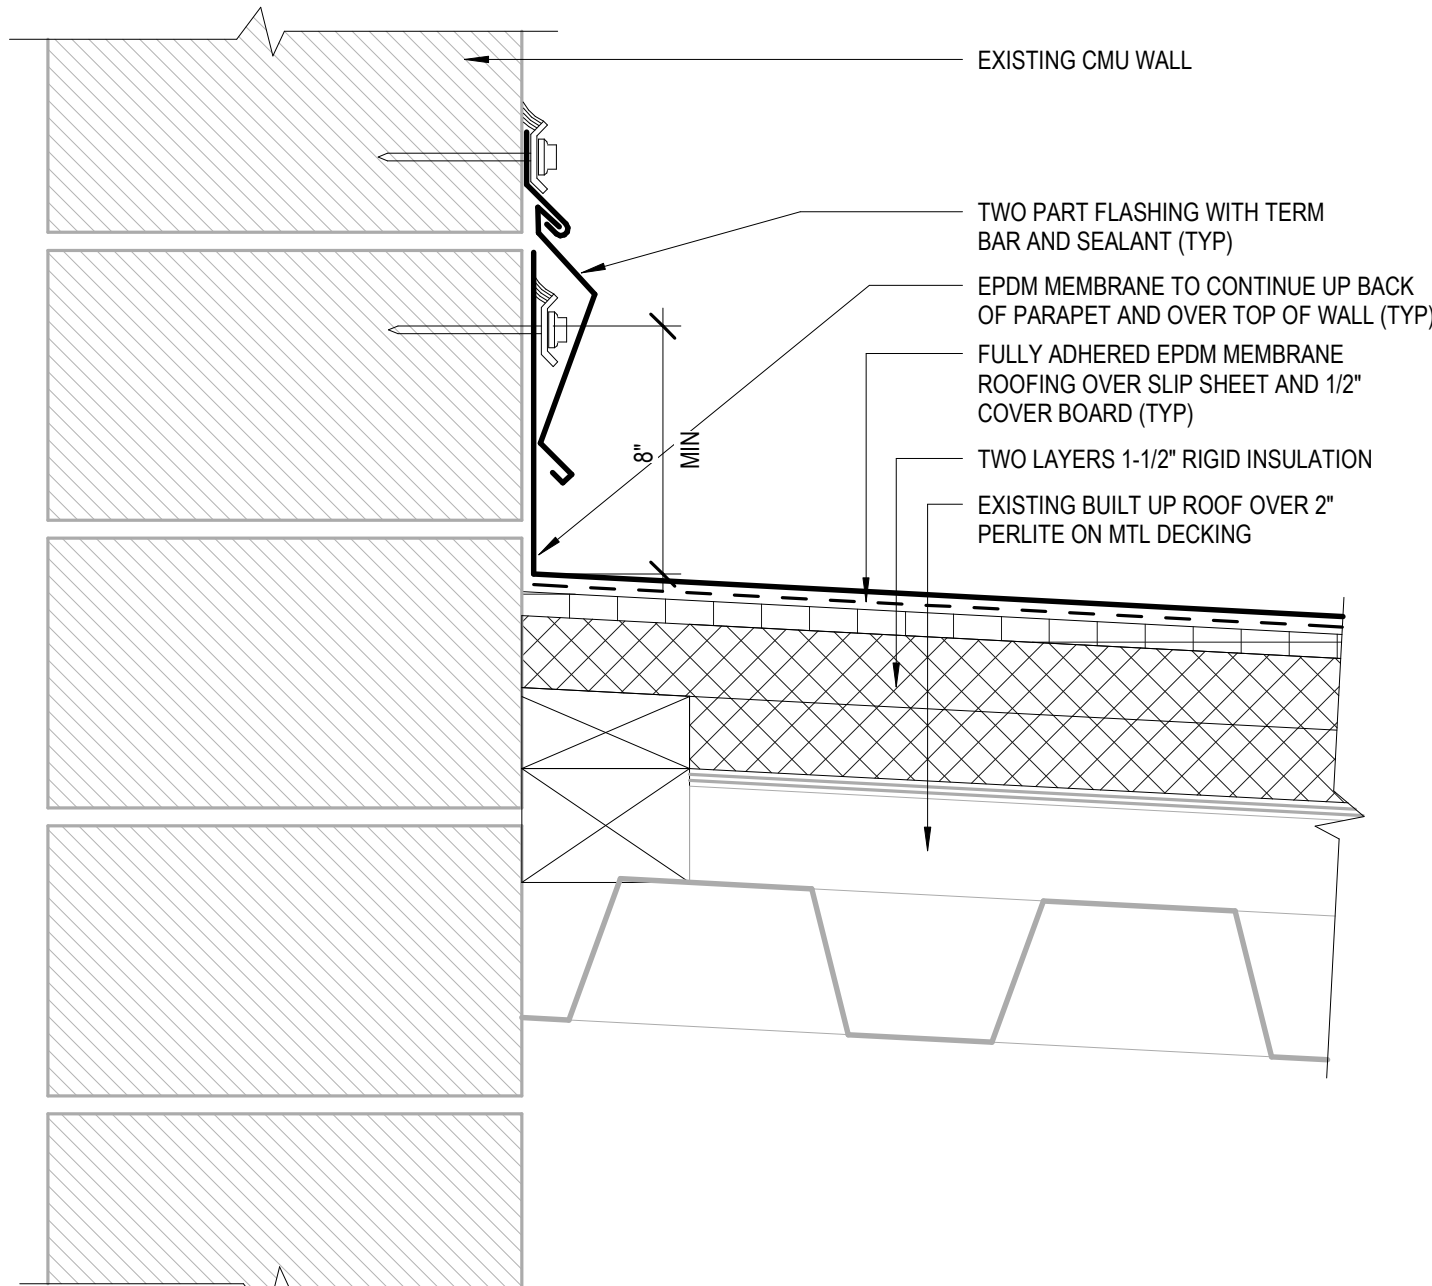 EXISTING CMU WALL
TWO PART FLASHING WITH TERM
BAR AND SEALANT (TYP)
EPDM MEMBRANE TO CONTINUE UP BACK
OF PARAPET AND OVER TOP OF WALL (TYP)
FULLY ADHERED EPDM MEMBRANE
ROOFING OVER SLIP SHEET AND 1/2"
COVER BOARD (TYP)
TWO LAYERS 1-1/2" RIGID INSULATION
EXISTING BUILT UP ROOF OVER 2"
PERLITE ON MTL DECKING
8"
MIN